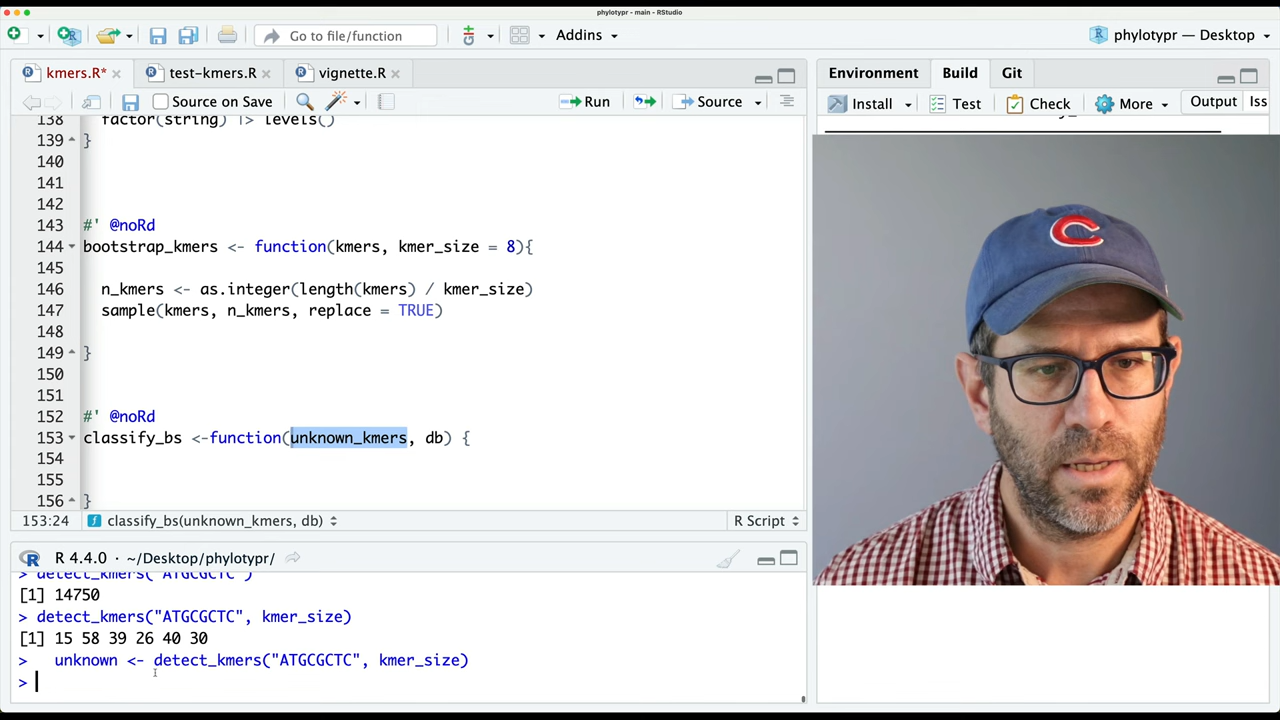 phylotypr - main - RStudio
Go to file/function
Addins
phylotypr — Desktop
kmers.R*
test-kmers.R
vignette.R
Source on Save
Run
Source
138 factor(string) |> levels()
139 }
140
141
142
143 #' @noRd
144 bootstrap_kmers <- function(kmers, kmer_size = 8){
145
146 n_kmers <- as.integer(length(kmers) / kmer_size)
147 sample(kmers, n_kmers, replace = TRUE)
148
149 }
150
151
152 #' @noRd
153 classify_bs <-function(unknown_kmers, db) {
154
155
156 }
153:24 classify_bs(unknown_kmers, db) R Script
R 4.4.0 · ~/Desktop/phylotypr/
> detect_kmers("ATGCGCTC")
[1] 14750
> detect_kmers("ATGCGCTC", kmer_size)
[1] 15 58 39 26 40 30
> unknown <- detect_kmers("ATGCGCTC", kmer_size)
>
Environment Build Git
Install Test Check More Output Iss
C